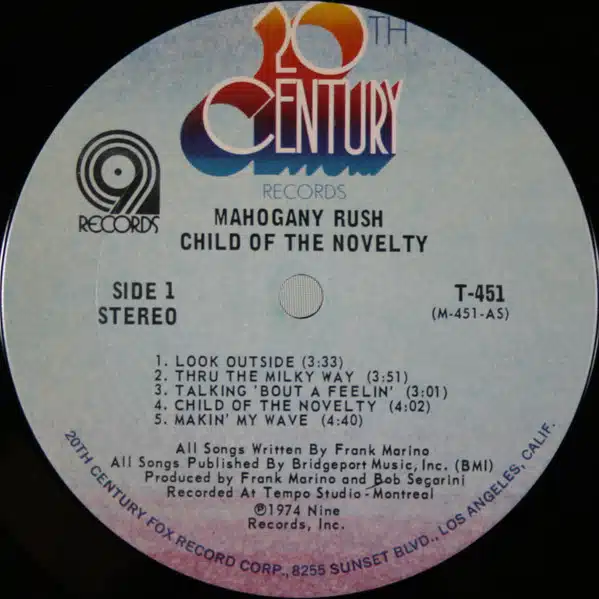 20TH
CENTURY
RECORDS
9
RECORDS
MAHOGANY RUSH
CHILD OF THE NOVELTY
SIDE 1
STEREO
T-451
(M-451-AS)
1. LOOK OUTSIDE (3:33)
2. THRU THE MILKY WAY (3:51)
3. TALKING 'BOUT A FEELIN' (3:01)
4. CHILD OF THE NOVELTY (4:02)
5. MAKIN' MY WAVE (4:40)
All Songs Written By Frank Marino
All Songs Published By Bridgeport Music, Inc. (BMI)
Produced by Frank Marino and Bob Segarini
Recorded At Tempo Studio - Montreal
℗1974 Nine
Records, Inc.
20TH CENTURY FOX RECORD CORP., 8255 SUNSET BLVD., LOS ANGELES, CALIF.